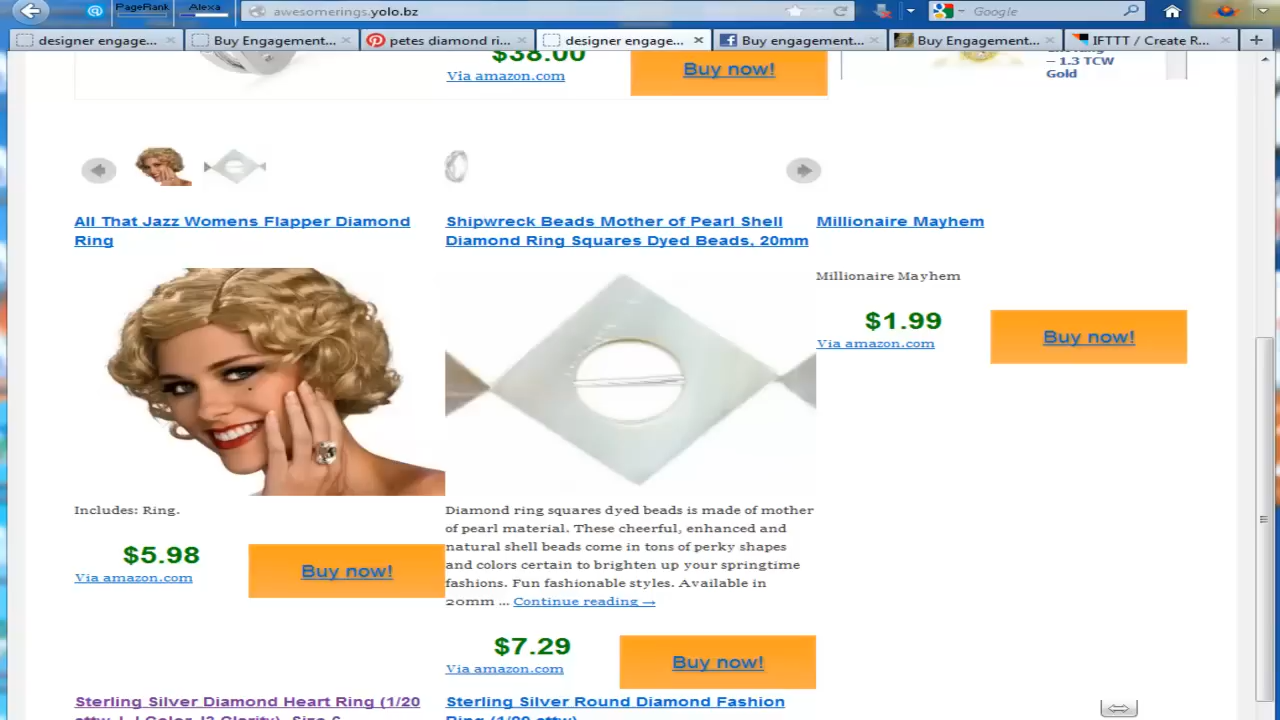 PageRank
Alexa
awesomerings.yolo.bz
Google
designer engage...
Buy Engagement...
petes diamond ri...
designer engage...
Buy engagement...
Buy Engagement...
IFTTT / Create R...
$38.00
Via amazon.com
Buy now!
– 1.3 TCW
Gold
All That Jazz Womens Flapper Diamond
Ring
Shipwreck Beads Mother of Pearl Shell
Diamond Ring Squares Dyed Beads, 20mm
Millionaire Mayhem
Millionaire Mayhem
$1.99
Via amazon.com
Buy now!
Includes: Ring.
$5.98
Via amazon.com
Buy now!
Diamond ring squares dyed beads is made of mother
of pearl material. These cheerful, enhanced and
natural shell beads come in tons of perky shapes
and colors certain to brighten up your springtime
fashions. Fun fashionable styles. Available in
20mm ... Continue reading →
$7.29
Via amazon.com
Buy now!
Sterling Silver Diamond Heart Ring (1/20
Sterling Silver Round Diamond Fashion